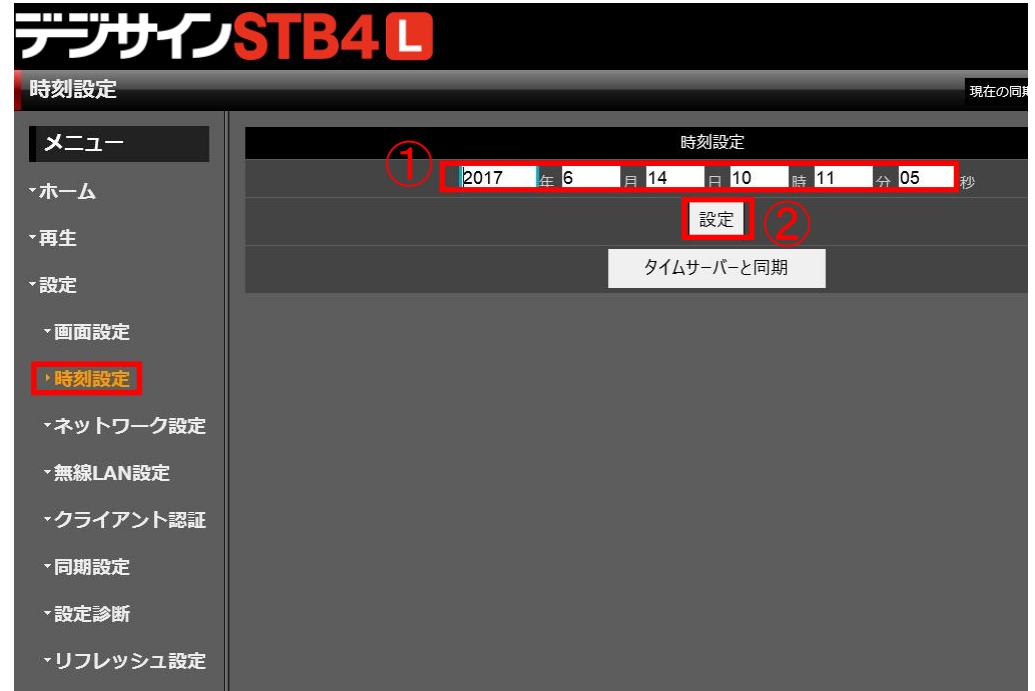 デジサインSTB4 L
時刻設定
現在の同期
メニュー
ホーム
再生
設定
画面設定
時刻設定
ネットワーク設定
無線LAN設定
クライアント認証
同期設定
設定診断
リフレッシュ設定
時刻設定
① 2017 年 6 月 14 日 10 時 11 分 05 秒
設定 ②
タイムサーバーと同期